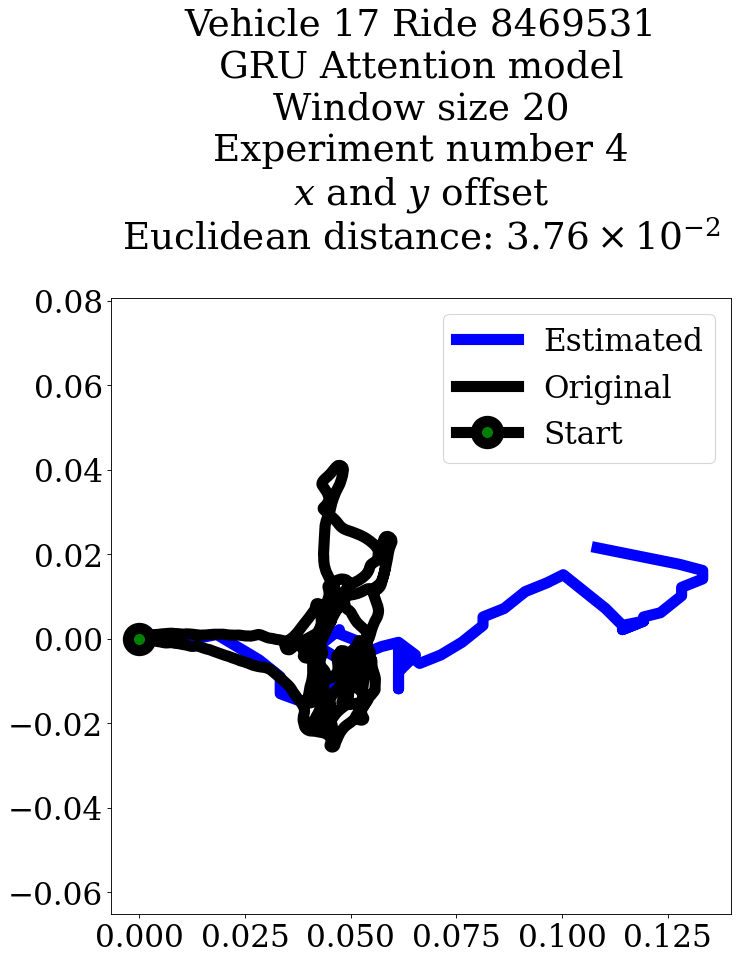 Vehicle 17 Ride 8469531
GRU Attention model
Window size 20
Experiment number 4
x and y offset
Euclidean distance: 3.76 × 10⁻²
Estimated
Original
Start
0.08
0.06
0.04
0.02
0.00
−0.02
−0.04
−0.06
0.000 0.025 0.050 0.075 0.100 0.125